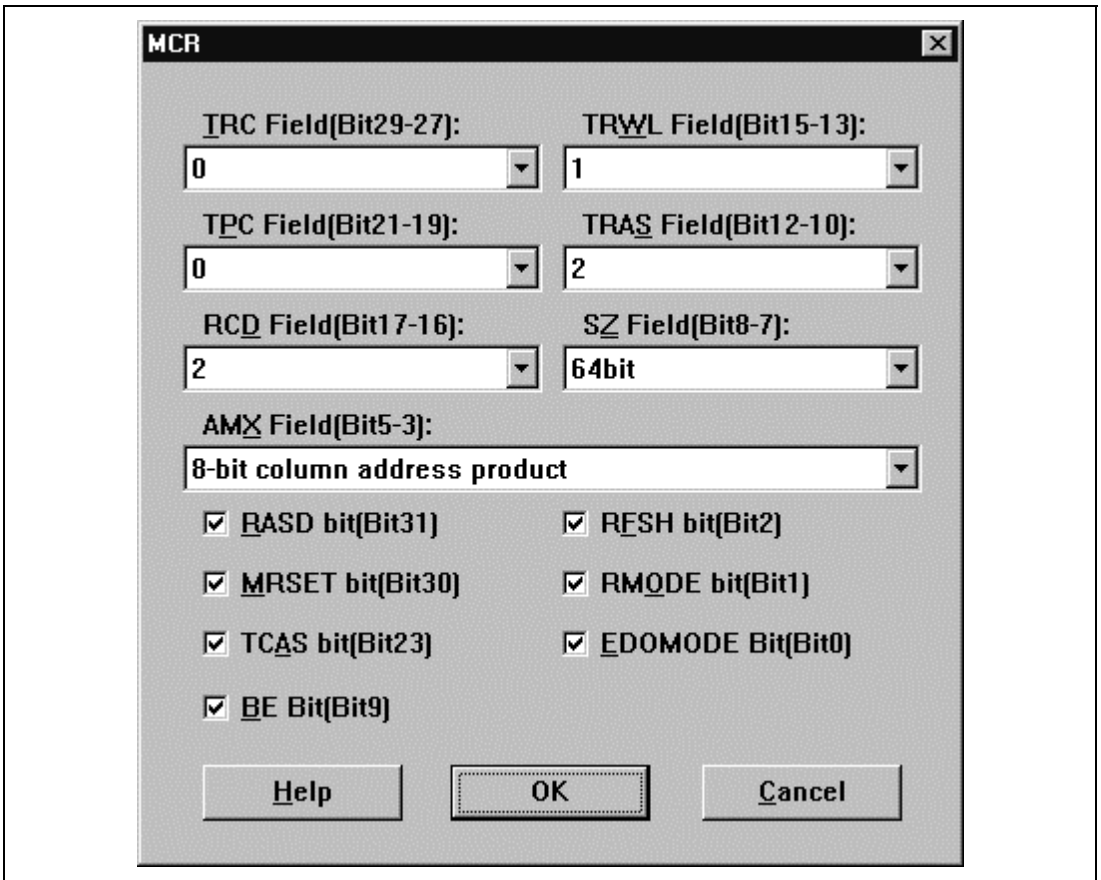 MCR
TRC Field(Bit29-27):
TRWL Field(Bit15-13):
0
1
TPC Field(Bit21-19):
TRAS Field(Bit12-10):
0
2
RCD Field(Bit17-16):
SZ Field(Bit8-7):
2
64bit
AMX Field(Bit5-3):
8-bit column address product
RASD bit(Bit31)
RFSH bit(Bit2)
MRSET bit(Bit30)
RMODE bit(Bit1)
TCAS bit(Bit23)
EDOMODE Bit(Bit0)
BE Bit(Bit9)
Help
OK
Cancel